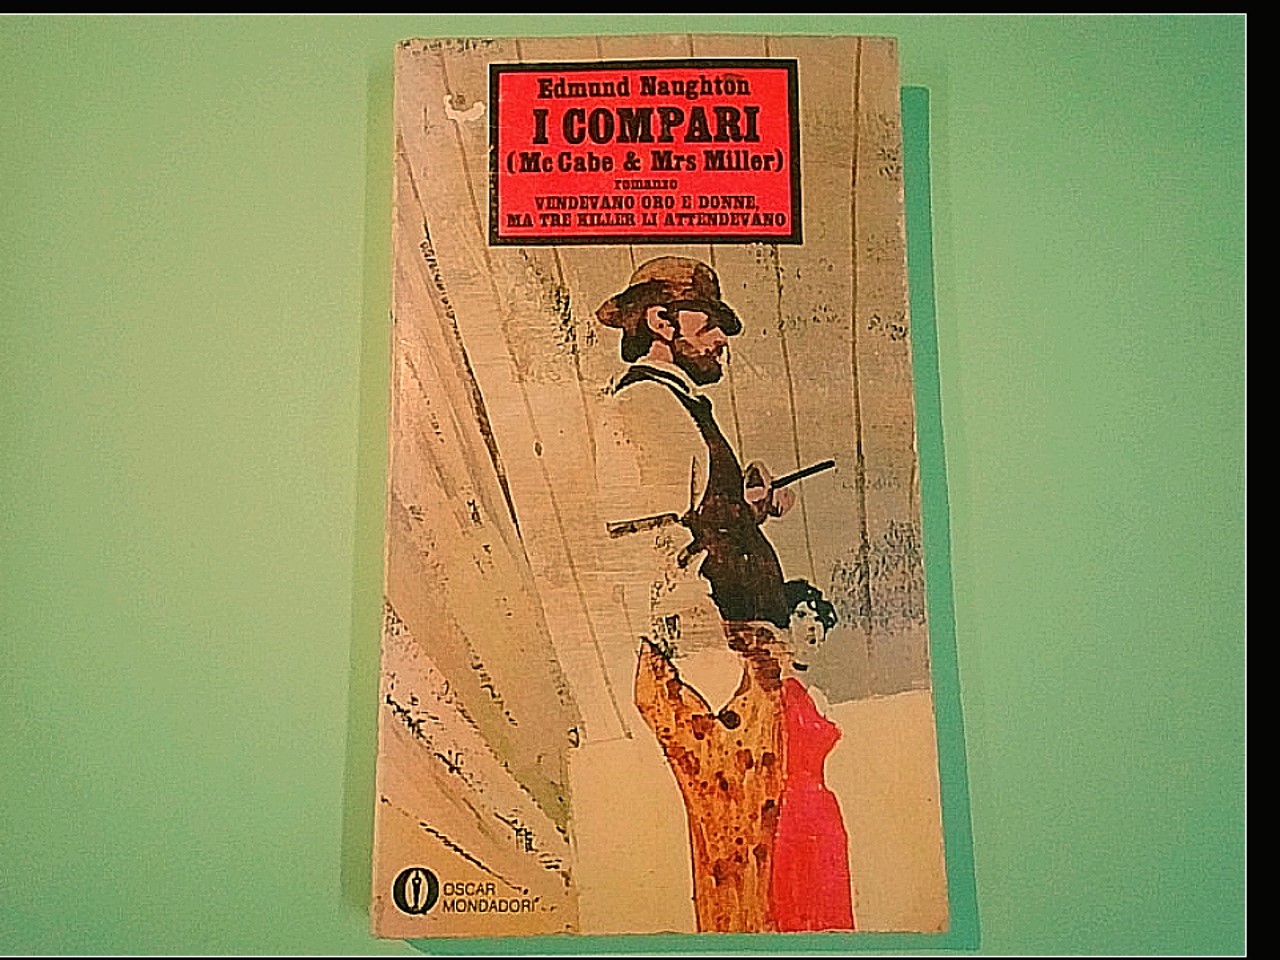 Edmund Naughton
I COMPARI
(Mc Cabe & Mrs Miller)
romanzo
VENDEVANO ORO E DONNE,
MA TRE KILLER LI ATTENDEVANO
OSCAR
MONDADORI